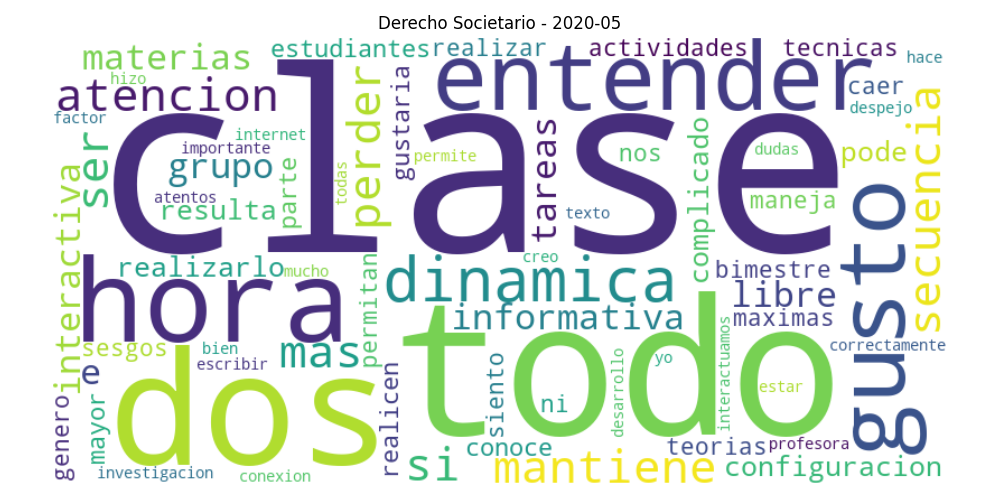 Derecho Societario - 2020-05
materias
estudiantes
realizar
actividades
tecnicas
hace
hizo
atencion
entender
caer
despejo
factor
clase
internet
importante
perder
gustaria
ser
grupo
parte
todas
permite
tareas
nos
complicado
dudas
pode
secuencia
atentos
resulta
texto
maneja
interactiva
realizarlo
mucho
creo
hora
permitan
dinamica
bimestre
libre
gusto
informativa
maximas
todo
sesgos
bien
escribir
mas
correctamente
e
dos
realicen
siento
ni
desarrollo
yo
interactuamos
estar
genero
mayor
investigacion
conexion
si
conoce
mantiene
teorias
profesora
configuracion